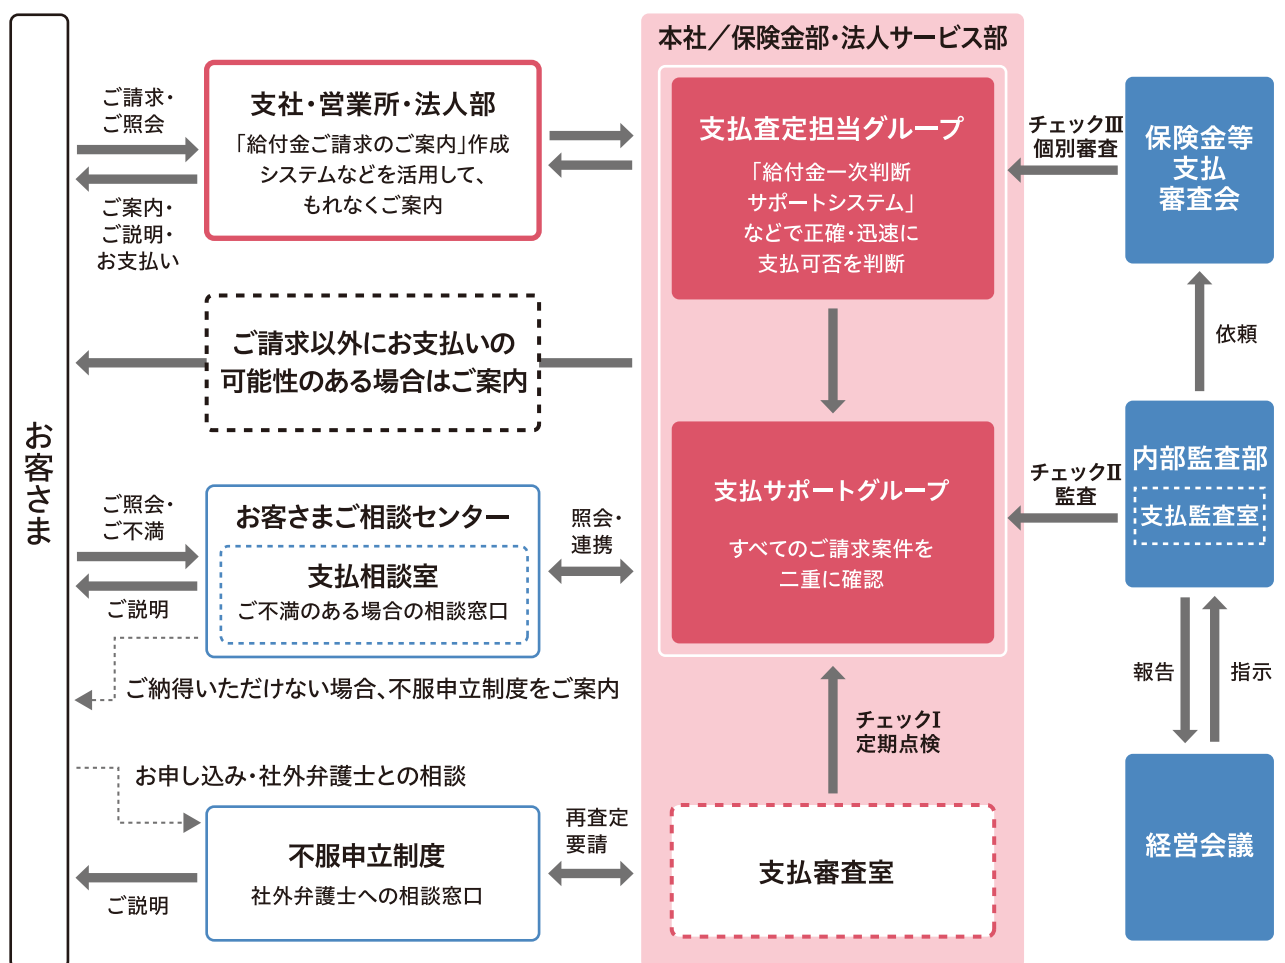 お客さま
ご請求・
ご照会
ご案内・
ご説明・
お支払い
支社・営業所・法人部
「給付金ご請求のご案内」作成
システムなどを活用して、
もれなくご案内
ご請求以外にお支払いの
可能性のある場合はご案内
ご照会・
ご不満
ご説明
お客さまご相談センター
支払相談室
ご不満のある場合の相談窓口
照会・
連携
ご納得いただけない場合、不服申立制度をご案内
お申し込み・社外弁護士との相談
ご説明
不服申立制度
社外弁護士への相談窓口
再査定
要請
本社／保険金部・法人サービス部
支払査定担当グループ
「給付金一次判断
サポートシステム」
などで正確・迅速に
支払可否を判断
支払サポートグループ
すべてのご請求案件を
二重に確認
チェックⅠ
定期点検
支払審査室
チェックⅢ
個別審査
保険金等
支払
審査会
依頼
チェックⅡ
監査
内部監査部
支払監査室
報告
指示
経営会議